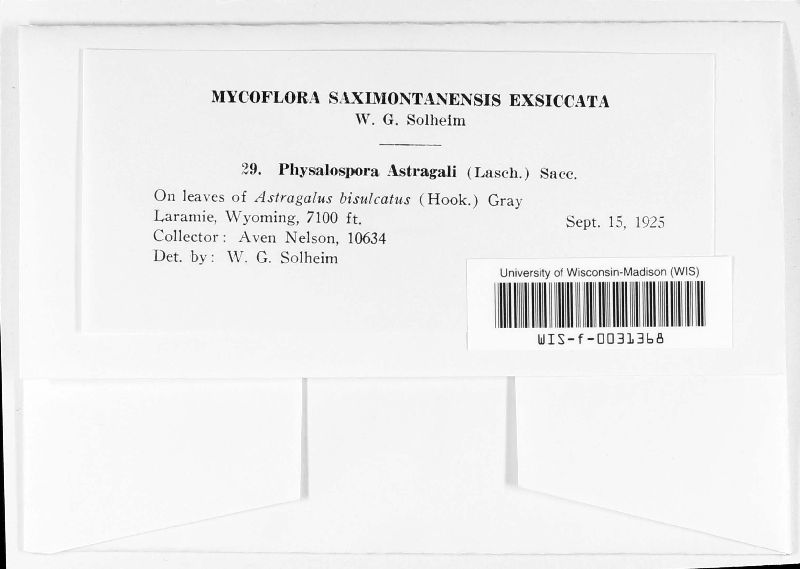 MYCOFLORA SAXIMONTANENSIS EXSICCATA
W. G. Solheim
29. Physalospora Astragali (Lasch.) Sacc.
On leaves of Astragalus bisulcatus (Hook.) Gray
Laramie, Wyoming, 7100 ft. Sept. 15, 1925
Collector: Aven Nelson, 10634
Det. by: W. G. Solheim
University of Wisconsin-Madison (WIS)
WIS-f-0031368